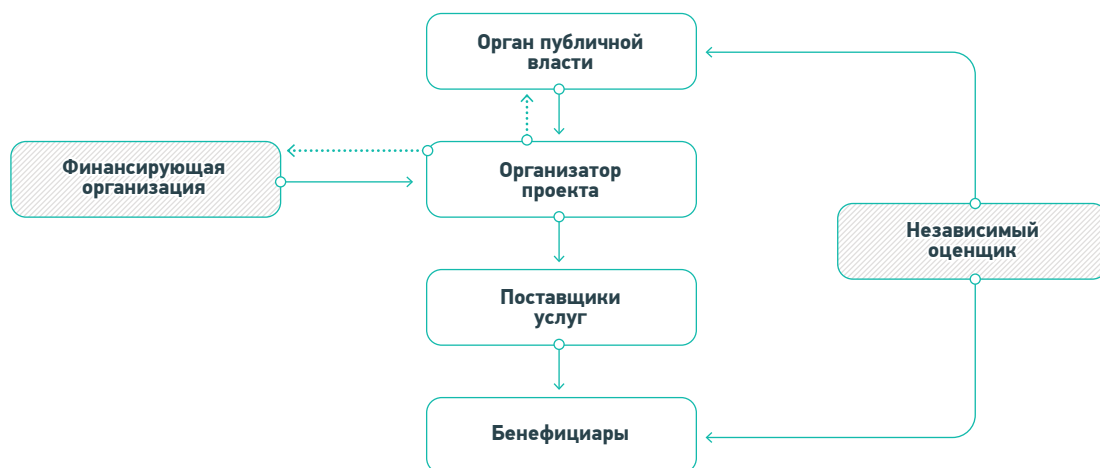 Орган публичной
власти
Финансирующая
организация
Организатор
проекта
Независимый
оценщик
Поставщики
услуг
Бенефициары